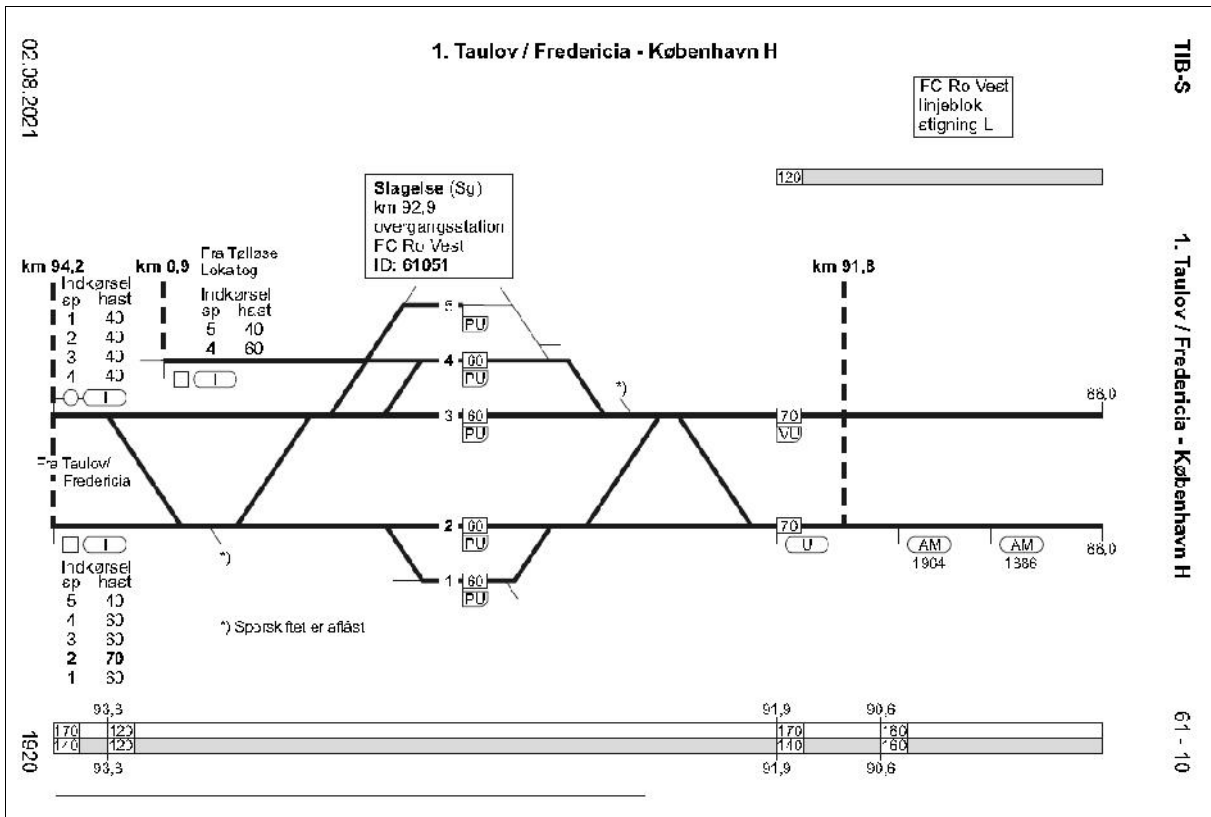 02.08.2021
1. Taulov / Fredericia - København H
TIB-S
FC Ro Vest
linjeblok
stigning L
120
Slagelse (Sg)
km 92,9
overgangsstation
FC Ro Vest
ID: 61051
km 94,2
km 0,9
Fra Tølløse
Lokatog
km 91,8
Indkørsel
sp hast
1 40
2 40
3 40
4 40
I
Indkørsel
sp hast
5 40
4 60
I
5
PU
4 60
PU
*)
3 60
PU
70
VU
88,0
Fra Taulov/
Fredericia
2 60
PU
70
U
AM
1904
AM
1386
88,0
I
*)
1 60
PU
Indkørsel
sp hast
5 40
4 60
3 60
2 70
1 60
*) Sporskiftet er aflåst
1. Taulov / Fredericia - København H
93,3
91,9
90,6
170 120 170 180
140 120 140 160
93,3
91,9
90,6
1920
61 - 10